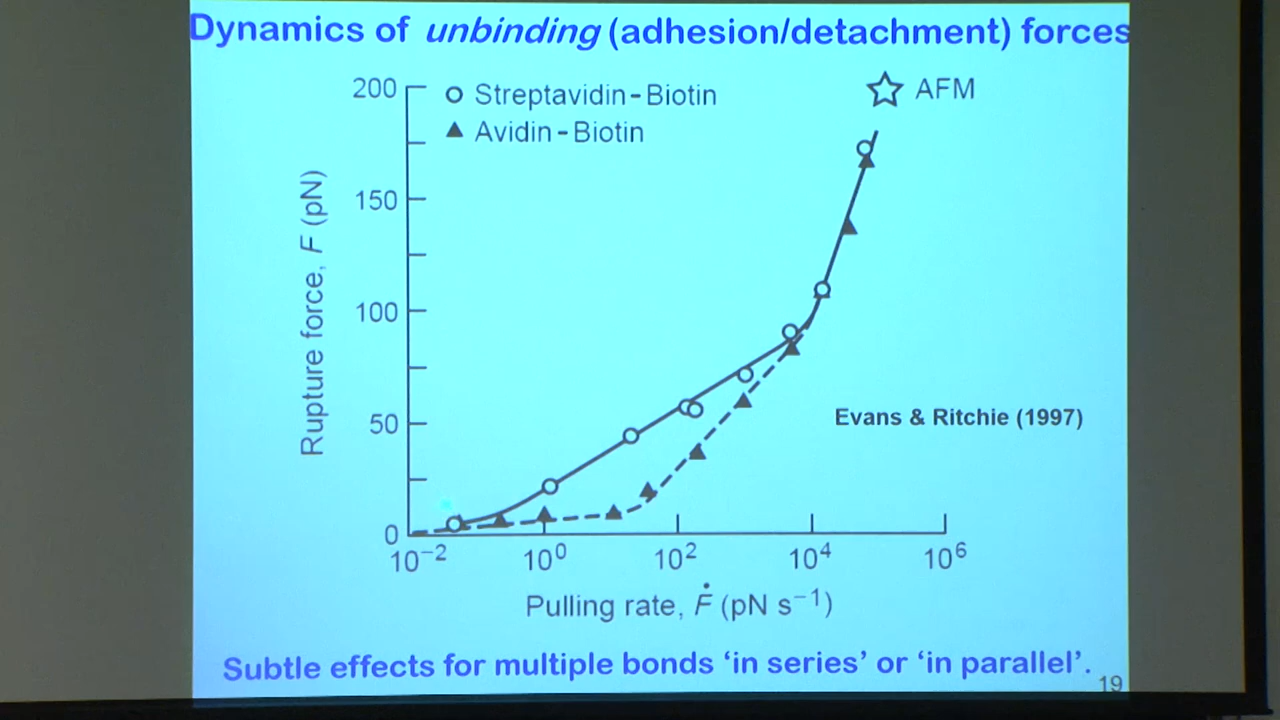 Dynamics of unbinding (adhesion/detachment) forces
200
○ Streptavidin-Biotin
☆ AFM
▲ Avidin-Biotin
150
Rupture force, F (pN)
100
50
Evans & Ritchie (1997)
0
10⁻² 10⁰ 10² 10⁴ 10⁶
Pulling rate, Ḟ (pN s⁻¹)
Subtle effects for multiple bonds ‘in series’ or ‘in parallel’.
19